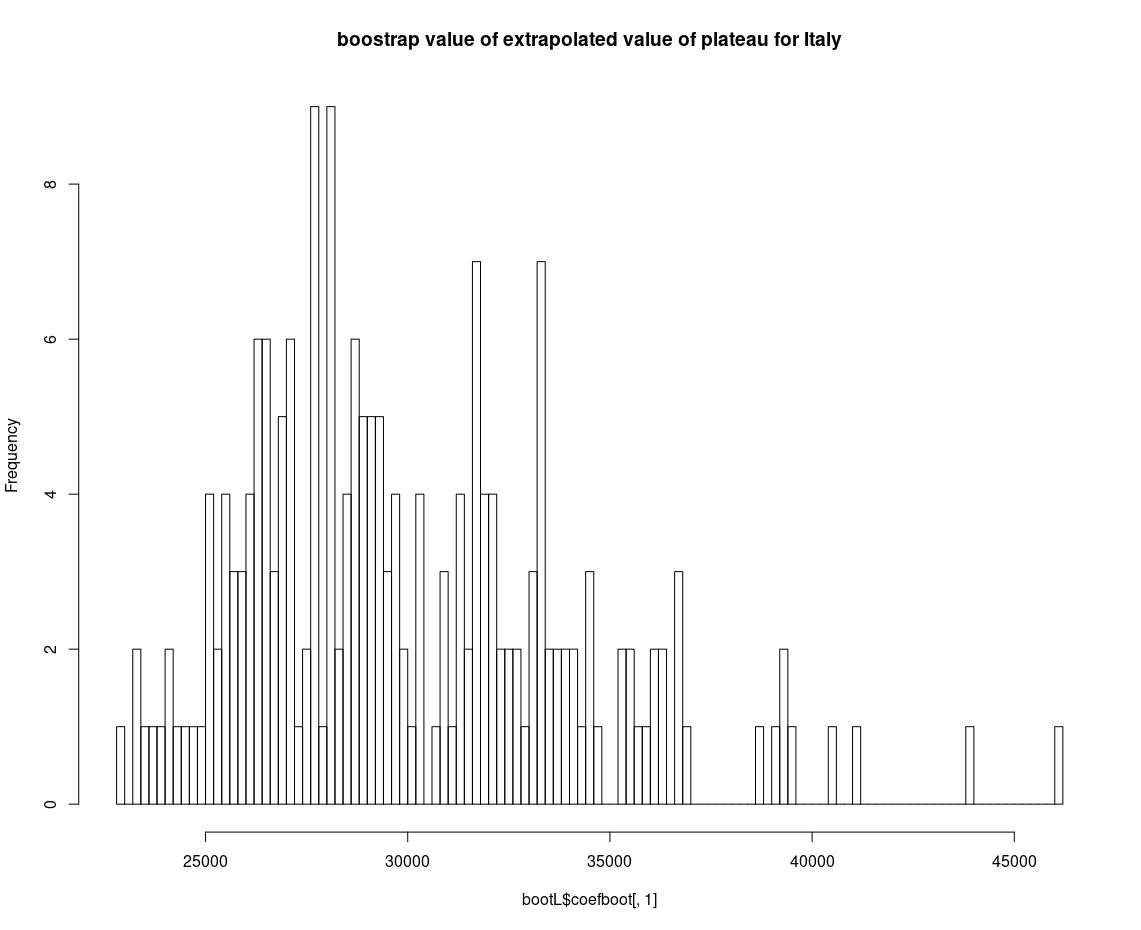 boostrap value of extrapolated value of plateau for Italy
Frequency
8
6
4
2
0
25000 30000 35000 40000 45000
bootL$coefboot[, 1]